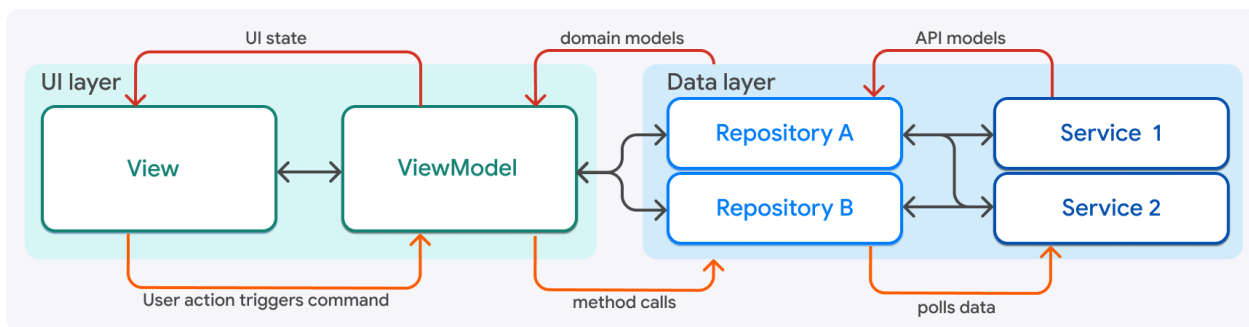 UI state
domain models
API models
UI layer
Data layer
View
ViewModel
Repository A
Service 1
Repository B
Service 2
User action triggers command
method calls
polls data